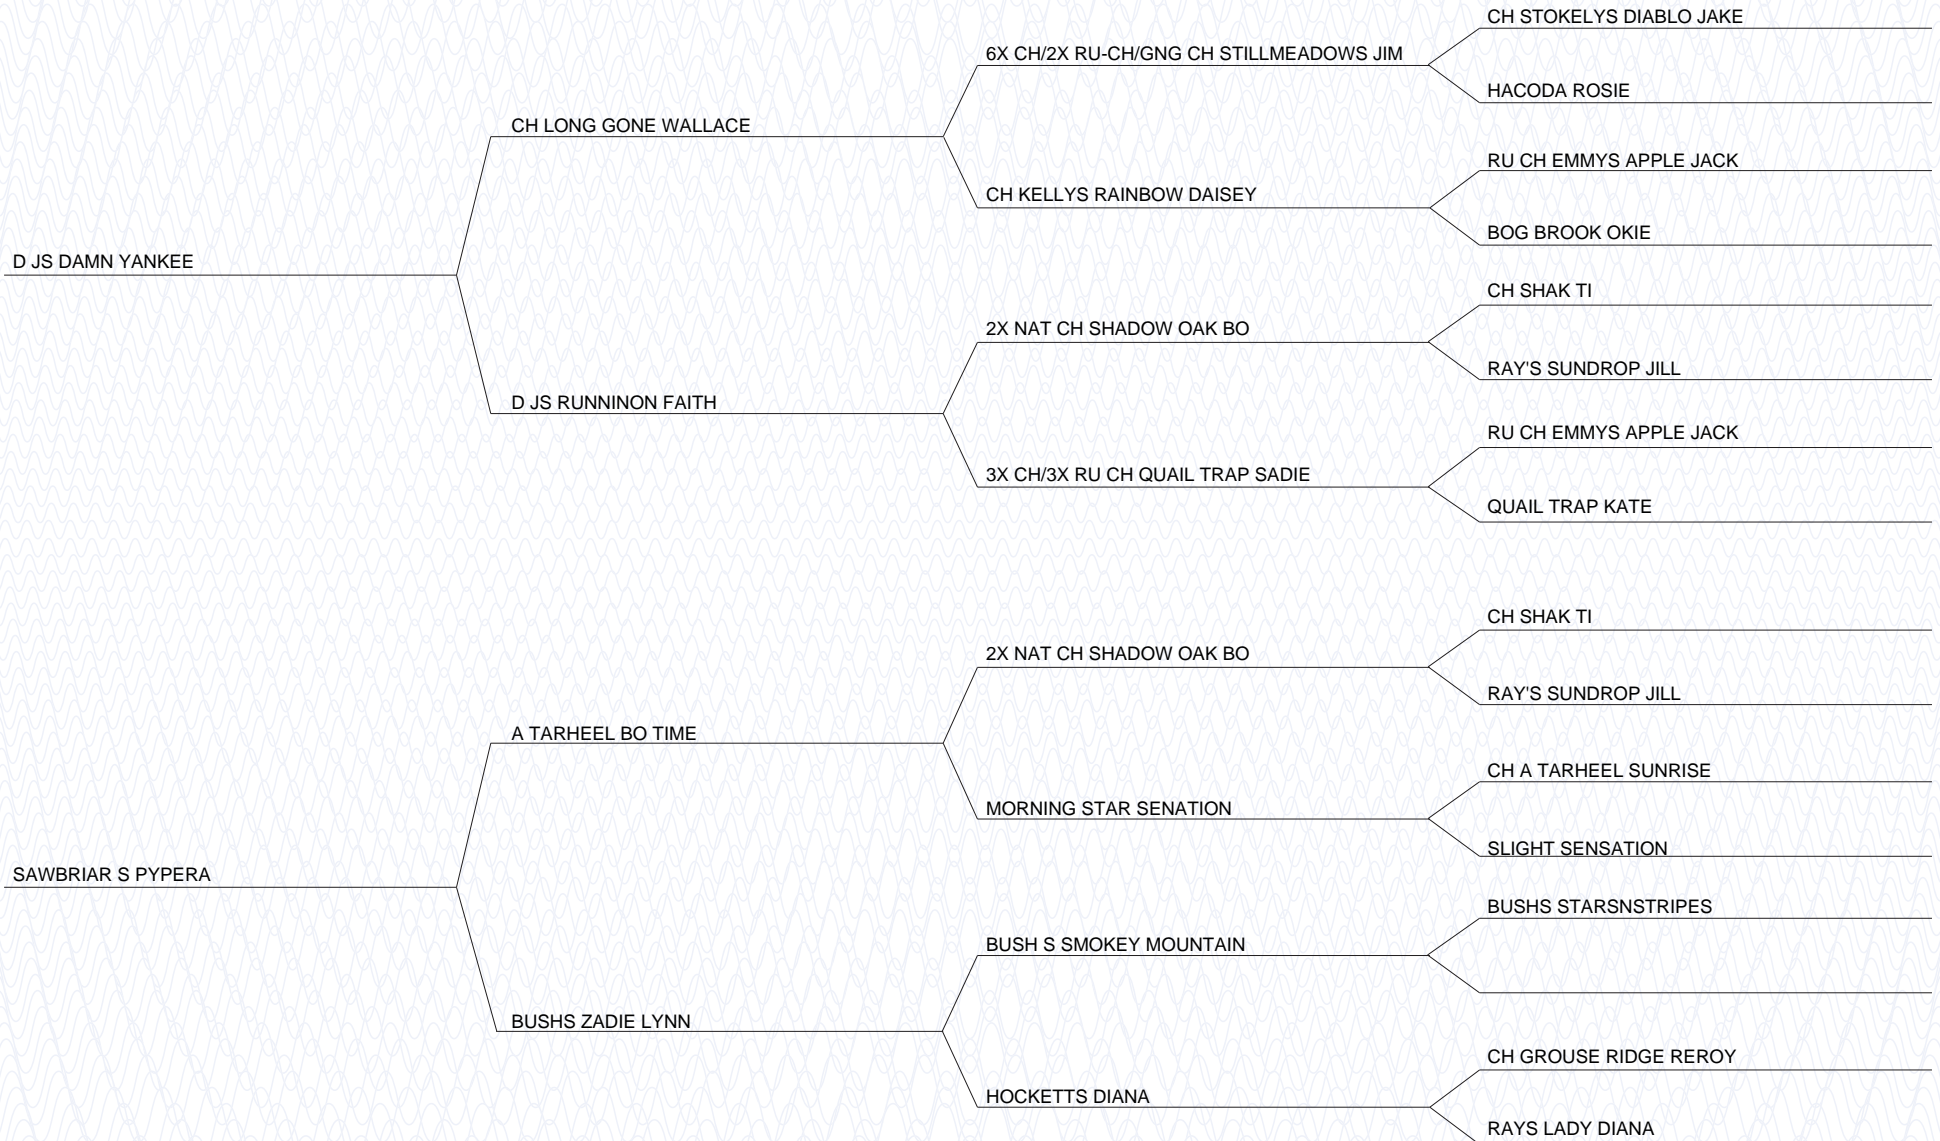 CH STOKELYS DIABLO JAKE
6X CH/2X RU-CH/GNG CH STILLMEADOWS JIM
HACODA ROSIE
CH LONG GONE WALLACE
RU CH EMMYS APPLE JACK
CH KELLYS RAINBOW DAISEY
BOG BROOK OKIE
D JS DAMN YANKEE
CH SHAK TI
2X NAT CH SHADOW OAK BO
RAY'S SUNDROP JILL
D JS RUNNINON FAITH
RU CH EMMYS APPLE JACK
3X CH/3X RU CH QUAIL TRAP SADIE
QUAIL TRAP KATE
CH SHAK TI
2X NAT CH SHADOW OAK BO
RAY'S SUNDROP JILL
A TARHEEL BO TIME
CH A TARHEEL SUNRISE
MORNING STAR SENATION
SLIGHT SENSATION
SAWBRIAR S PYPERA
BUSHS STARSNSTRIPES
BUSH S SMOKEY MOUNTAIN
BUSHS ZADIE LYNN
CH GROUSE RIDGE REROY
HOCKETTS DIANA
RAYS LADY DIANA